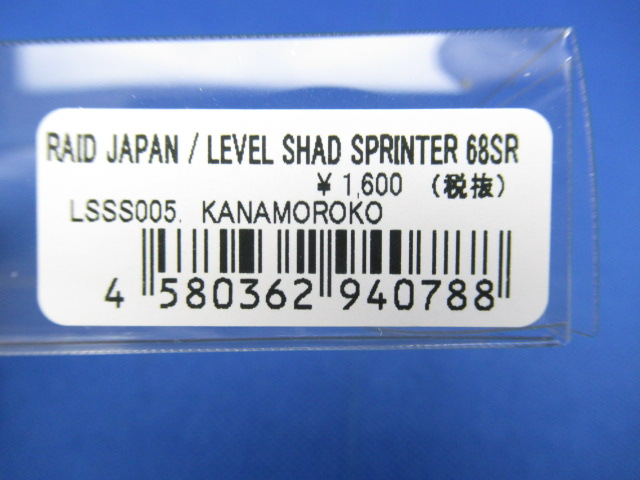 RAID JAPAN / LEVEL SHAD SPRINTER 68SR
¥ 1,600 (税抜)
LSSS005. KANAMOROKO
4 580362 940788